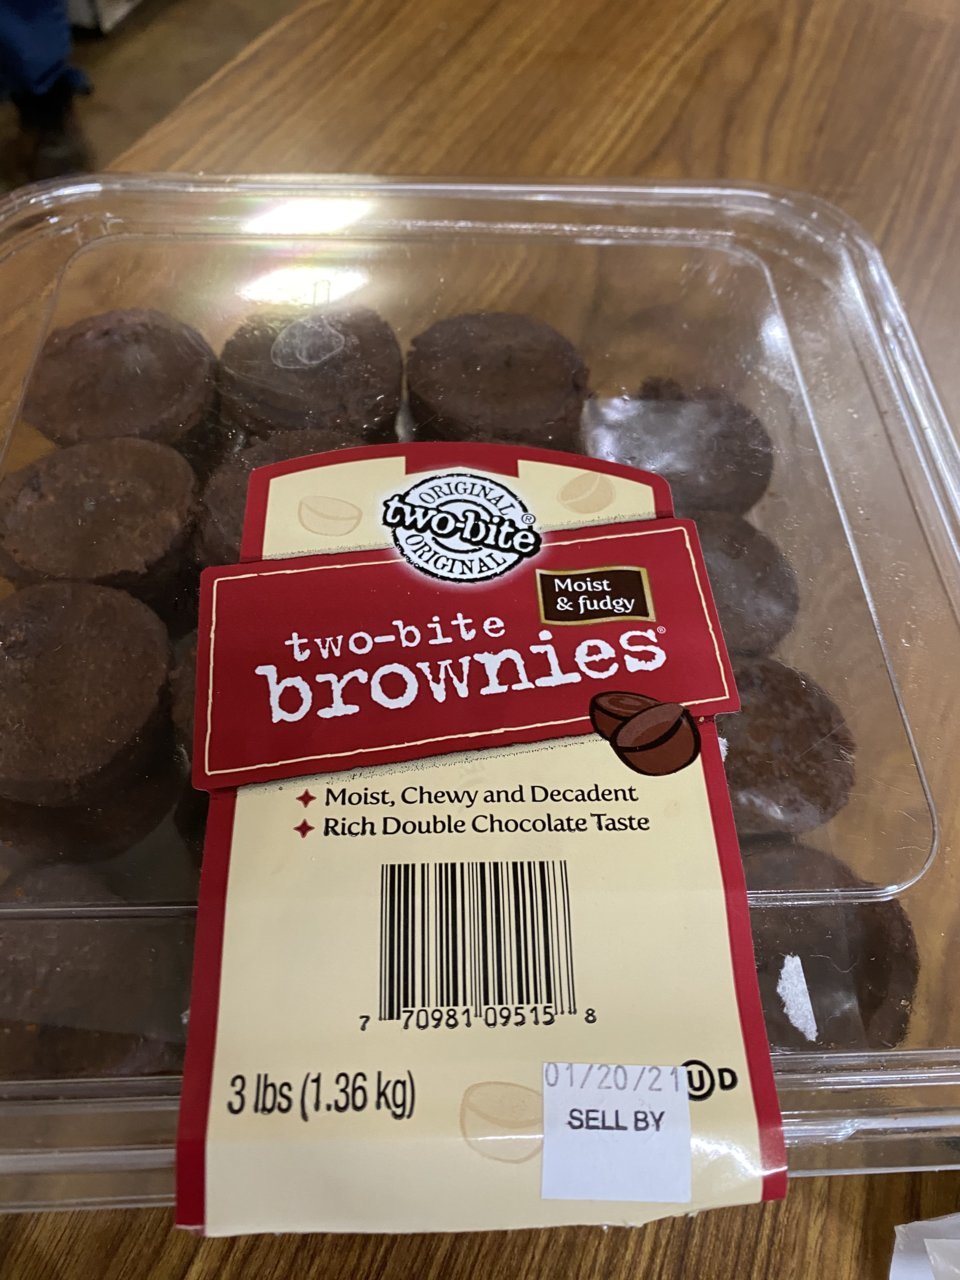 ORIGINAL
two-bite®
ORIGINAL
Moist
& fudgy
two-bite
brownies®
Moist, Chewy and Decadent
Rich Double Chocolate Taste
7 70981 09515 8
3 lbs (1.36 kg)
01/20/21
U D
SELL BY